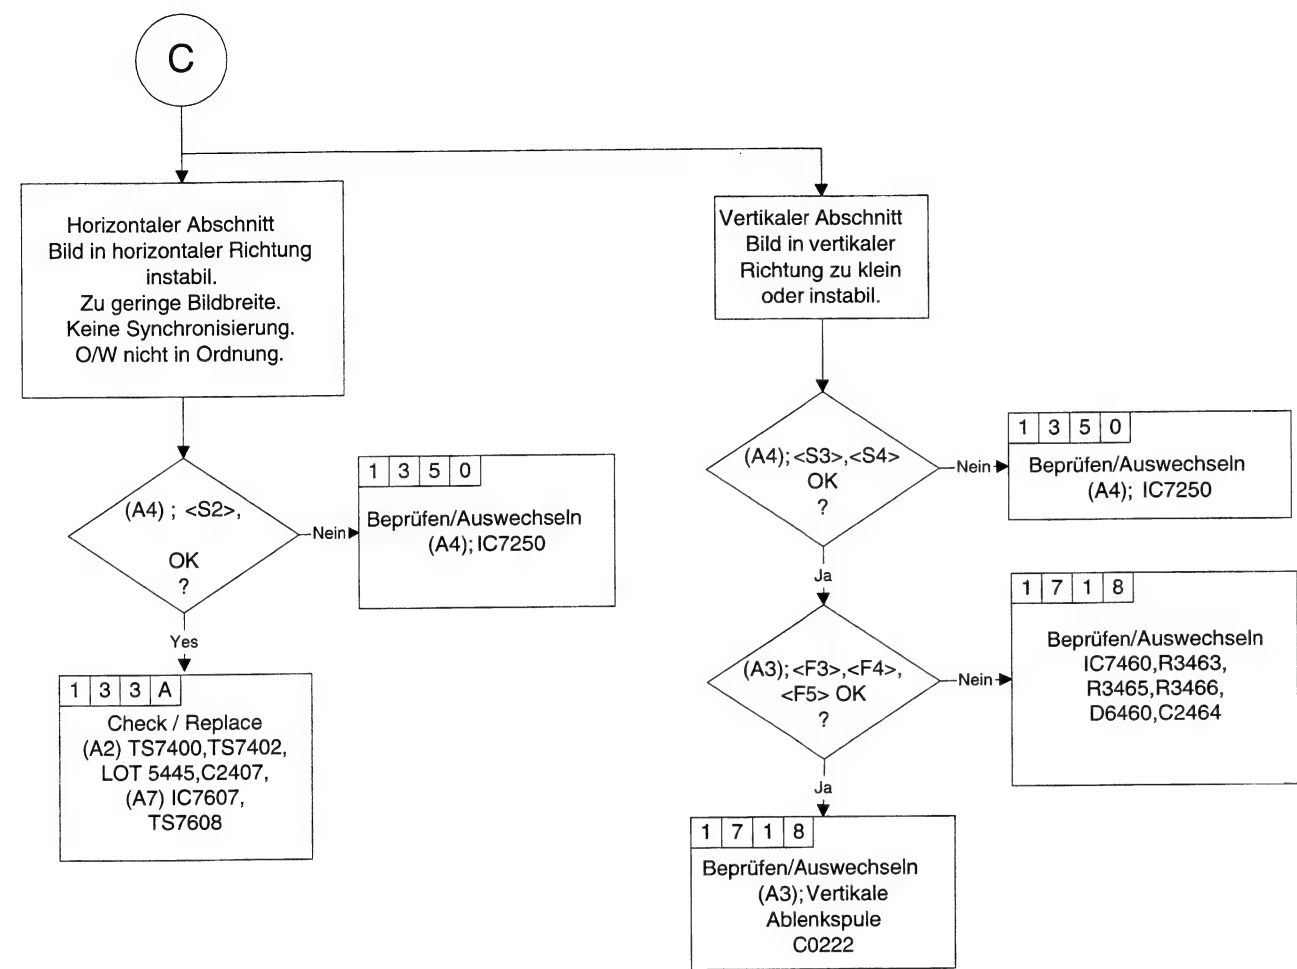 C
Horizontaler Abschnitt
Bild in horizontaler Richtung
instabil.
Zu geringe Bildbreite.
Keine Synchronisierung.
O/W nicht in Ordnung.
(A4) ; <S2>,
OK
?
Nein
1 3 5 0
Beprüfen/Auswechseln
(A4); IC7250
Yes
1 3 3 A
Check / Replace
(A2) TS7400,TS7402,
LOT 5445,C2407,
(A7) IC7607,
TS7608
Vertikaler Abschnitt
Bild in vertikaler
Richtung zu klein
oder instabil.
(A4); <S3>,<S4>
OK
?
Nein
1 3 5 0
Beprüfen/Auswechseln
(A4); IC7250
Ja
(A3); <F3>,<F4>,
<F5> OK
?
Nein
1 7 1 8
Beprüfen/Auswechseln
IC7460,R3463,
R3465,R3466,
D6460,C2464
Ja
1 7 1 8
Beprüfen/Auswechseln
(A3); Vertikale
Ablenkspule
C0222